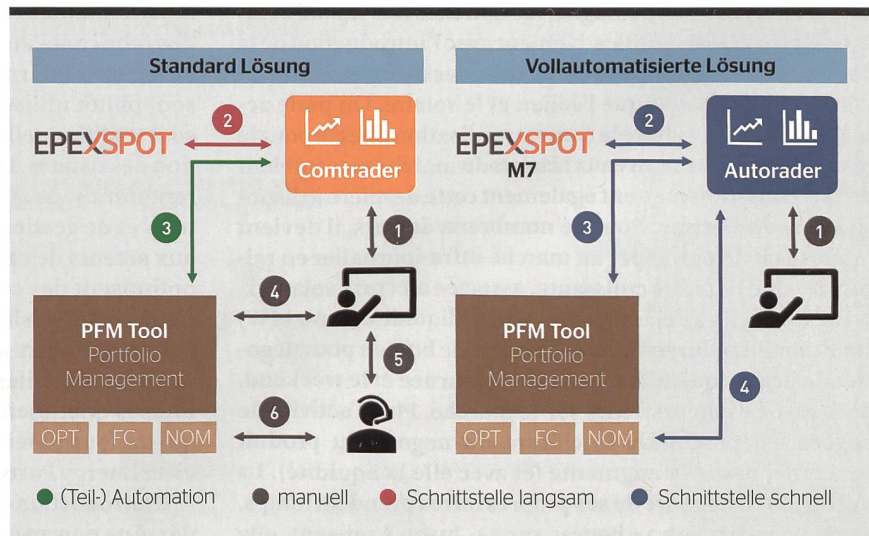 Standard Lösung
EPEXSPOT
2
Comtrader
3
1
4
PFM Tool
Portfolio
Management
5
6
OPT
FC
NOM
Vollautomatisierte Lösung
EPEXSPOT
M7
2
Autorader
3
1
PFM Tool
Portfolio
Management
4
OPT
FC
NOM
(Teil-) Automation
manuell
Schnittstelle langsam
Schnittstelle schnell